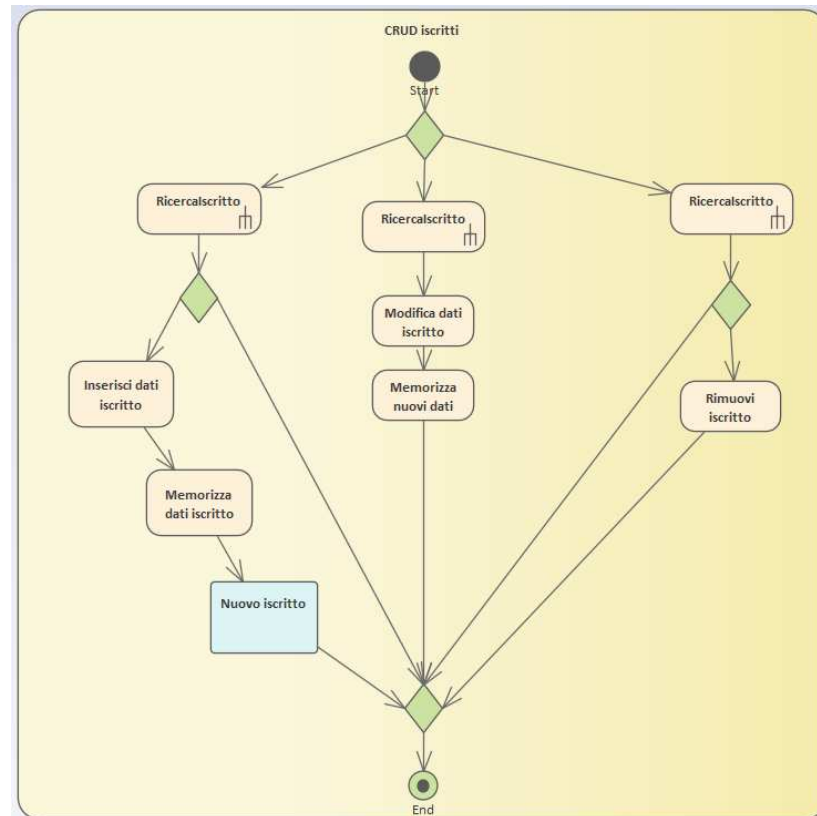 CRUD iscritti
Start
RicercaIscritto
RicercaIscritto
RicercaIscritto
Modifica dati
iscritto
Inserisci dati
iscritto
Memorizza
nuovi dati
Rimuovi
iscritto
Memorizza
dati iscritto
Nuovo iscritto
End